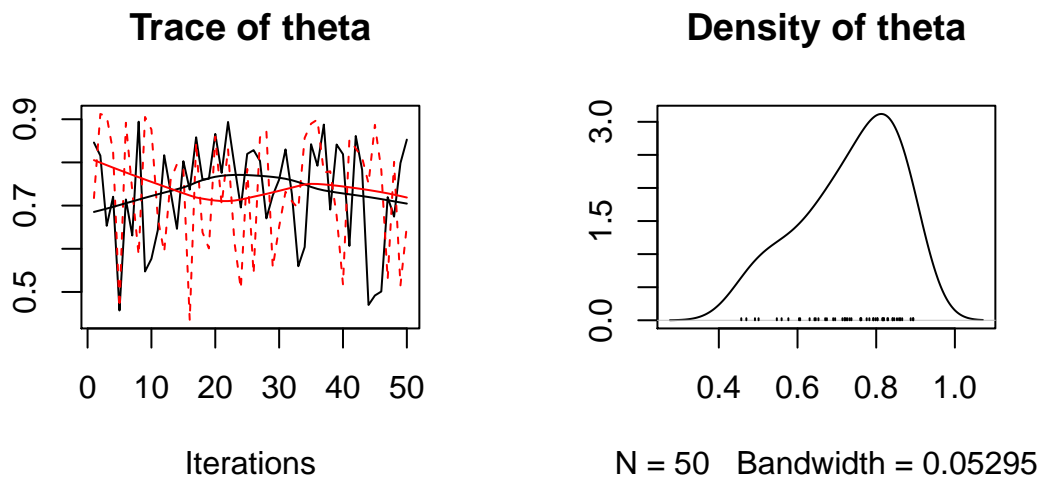 Trace of theta
0.9
0.7
0.5
0 10 20 30 40 50
Iterations
Density of theta
3.0
1.5
0.0
0.4 0.6 0.8 1.0
N = 50 Bandwidth = 0.05295